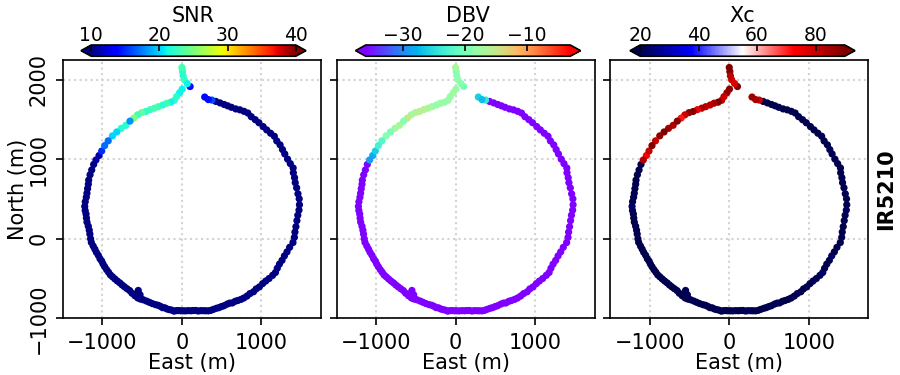 SNR DBV Xc
10 20 30 40 −30 −20 −10 20 40 60 80
2000
1000
0
−1000
North (m)
IR5210
−1000 0 1000 −1000 0 1000 −1000 0 1000
East (m) East (m) East (m)